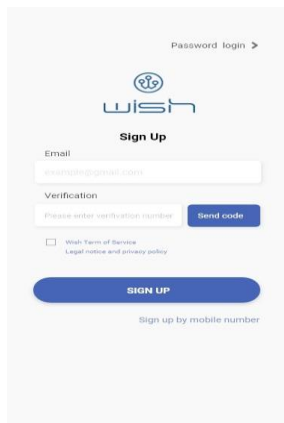 Password login >
wish
Sign Up
Email
example@gmail.com
Verification
Please enter verification number
Send code
Wish Term of Service
Legal notice and privacy policy
SIGN UP
Sign up by mobile number